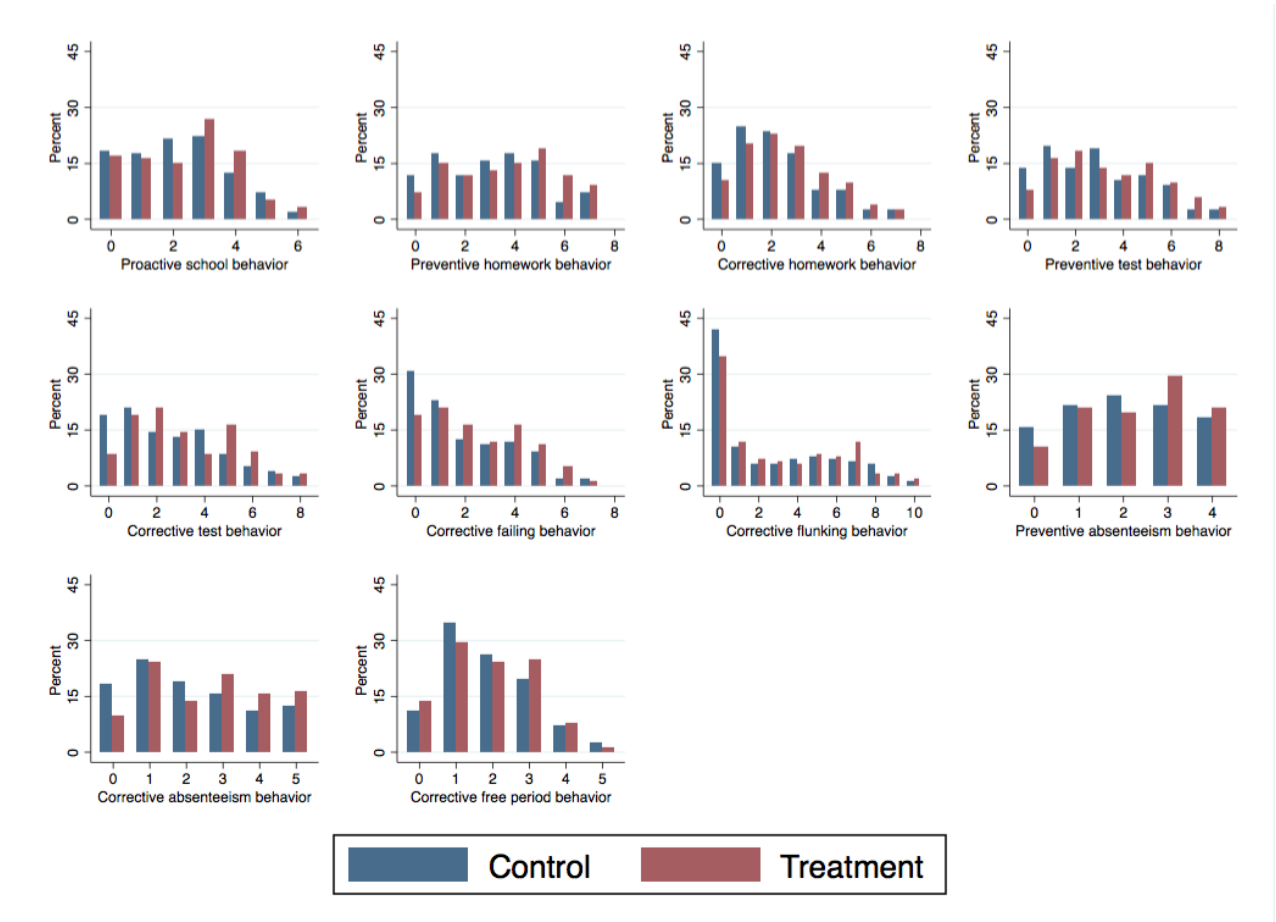 Percent
0 15 30 45
0 2 4 6
Proactive school behavior
Percent
0 15 30 45
0 2 4 6 8
Preventive homework behavior
Percent
0 15 30 45
0 2 4 6 8
Corrective homework behavior
Percent
0 15 30 45
0 2 4 6 8
Preventive test behavior
Percent
0 15 30 45
0 2 4 6 8
Corrective test behavior
Percent
0 15 30 45
0 2 4 6 8
Corrective failing behavior
Percent
0 15 30 45
0 2 4 6 8 10
Corrective flunking behavior
Percent
0 15 30 45
0 1 2 3 4
Preventive absenteeism behavior
Percent
0 15 30 45
0 1 2 3 4 5
Corrective absenteeism behavior
Percent
0 15 30 45
0 1 2 3 4 5
Corrective free period behavior
Control Treatment